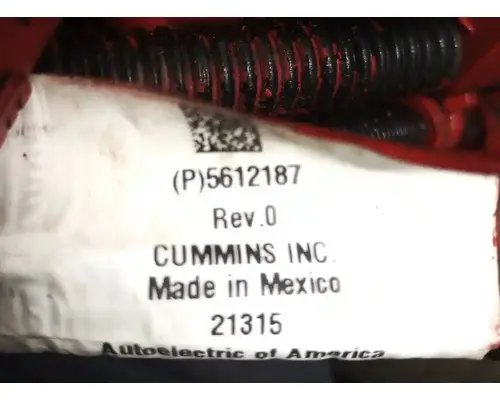 (P)5612187
Rev.0
CUMMINS INC.
Made in Mexico
21315
Autoelectric of America